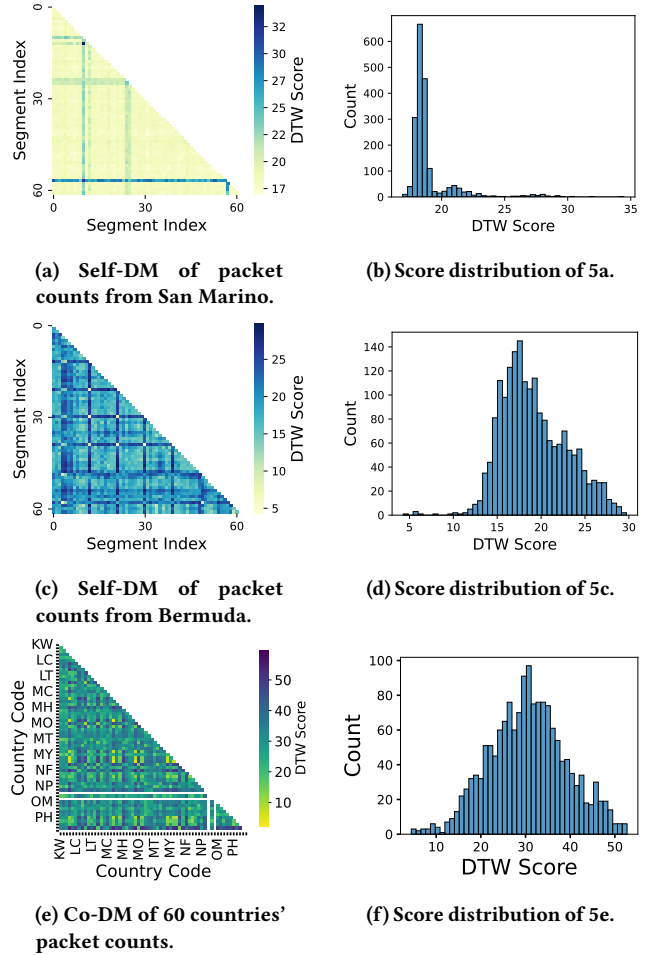 0
30
60
Segment Index
0
30
60
Segment Index
32
30
27
25
22
20
17
DTW Score
600
500
400
300
200
100
0
Count
20
25
30
35
DTW Score
(a) Self-DM of packet
counts from San Marino.
(b) Score distribution of 5a.
0
30
60
Segment Index
0
30
60
Segment Index
25
20
15
10
5
DTW Score
140
120
100
80
60
40
20
0
Count
5
10
15
20
25
30
DTW Score
(c) Self-DM of packet
counts from Bermuda.
(d) Score distribution of 5c.
KW
LC
LT
MC
MH
MO
MT
MY
NF
NP
OM
PH
Country Code
KW
LC
LT
MC
MH
MO
MT
MY
NF
NP
OM
PH
Country Code
50
40
30
20
10
DTW Score
100
80
60
40
20
0
Count
10
20
30
40
50
DTW Score
(e) Co-DM of 60 countries’
packet counts.
(f) Score distribution of 5e.